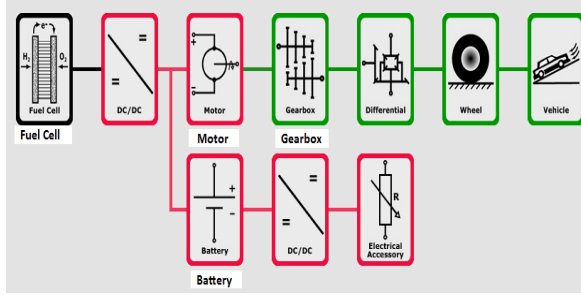 e-
H₂ O₂
Fuel Cell
=
=
DC/DC
+
−
Motor
Gearbox
Differential
Wheel
Vehicle
Fuel Cell
Motor
Gearbox
+
−
Battery
=
=
DC/DC
R
Electrical
Accessory
Battery